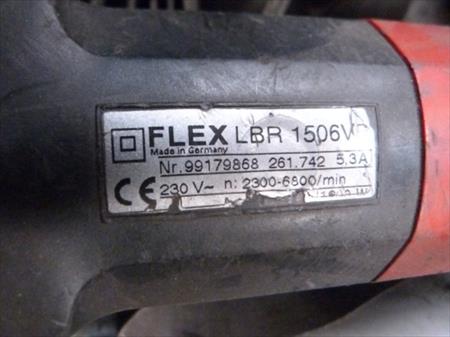 FLEX LBR 1506V
Made in Germany
Nr. 99179868 261.742 5,3A
CE 230 V~ n: 2300-6800/min